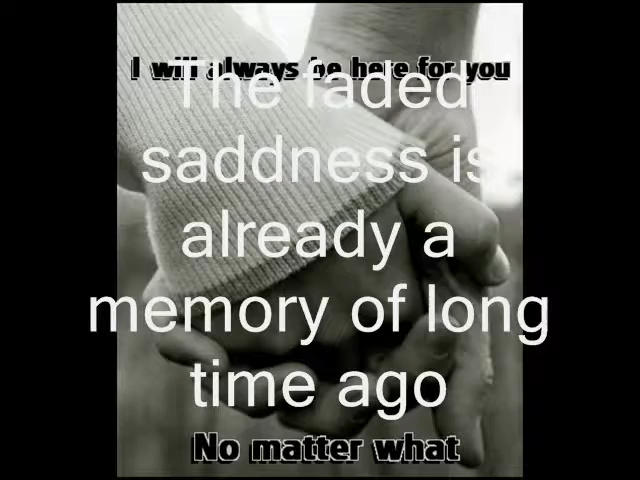 I will always be here for you
The faded
saddness is
already a
memory of long
time ago
No matter what